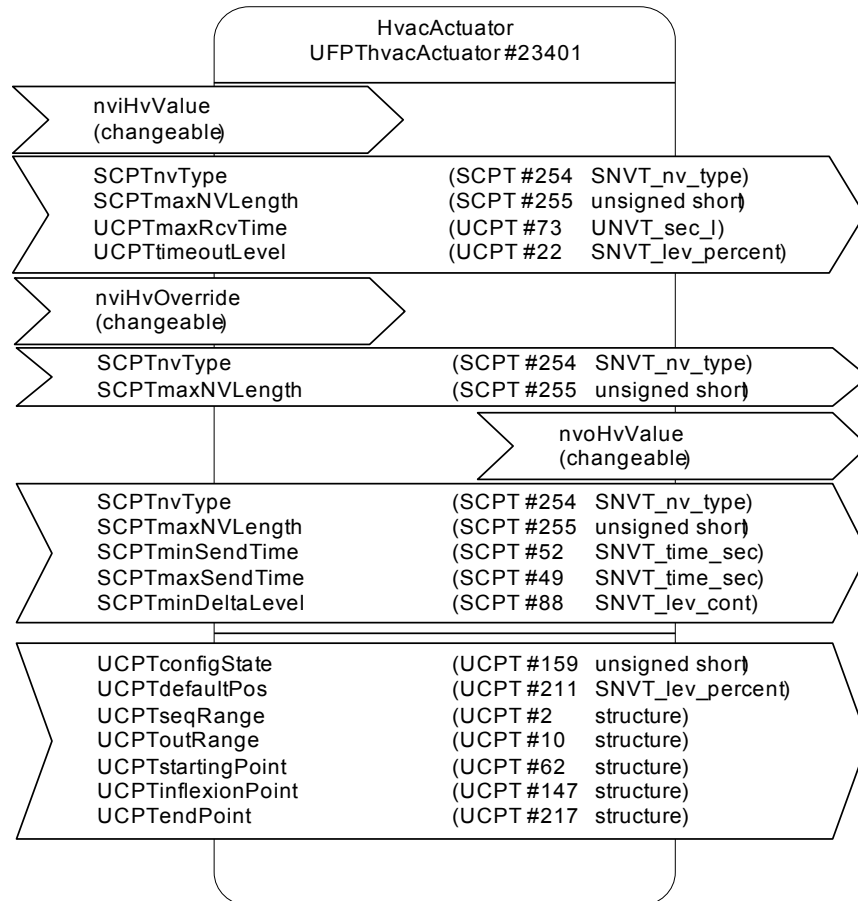 HvacActuator
UFPThvacActuator #23401
nviHvValue
(changeable)
SCPTnvType (SCPT #254 SNVT_nv_type)
SCPTmaxNVLength (SCPT #255 unsigned short)
UCPTmaxRcvTime (UCPT #73 UNVT_sec_l)
UCPTtimeoutLevel (UCPT #22 SNVT_lev_percent)
nviHvOverride
(changeable)
SCPTnvType (SCPT #254 SNVT_nv_type)
SCPTmaxNVLength (SCPT #255 unsigned short)
nvoHvValue
(changeable)
SCPTnvType (SCPT #254 SNVT_nv_type)
SCPTmaxNVLength (SCPT #255 unsigned short)
SCPTminSendTime (SCPT #52 SNVT_time_sec)
SCPTmaxSendTime (SCPT #49 SNVT_time_sec)
SCPTminDeltaLevel (SCPT #88 SNVT_lev_cont)
UCPTconfigState (UCPT #159 unsigned short)
UCPTdefaultPos (UCPT #211 SNVT_lev_percent)
UCPTseqRange (UCPT #2 structure)
UCPToutRange (UCPT #10 structure)
UCPTstartingPoint (UCPT #62 structure)
UCPTinflexionPoint (UCPT #147 structure)
UCPTendPoint (UCPT #217 structure)